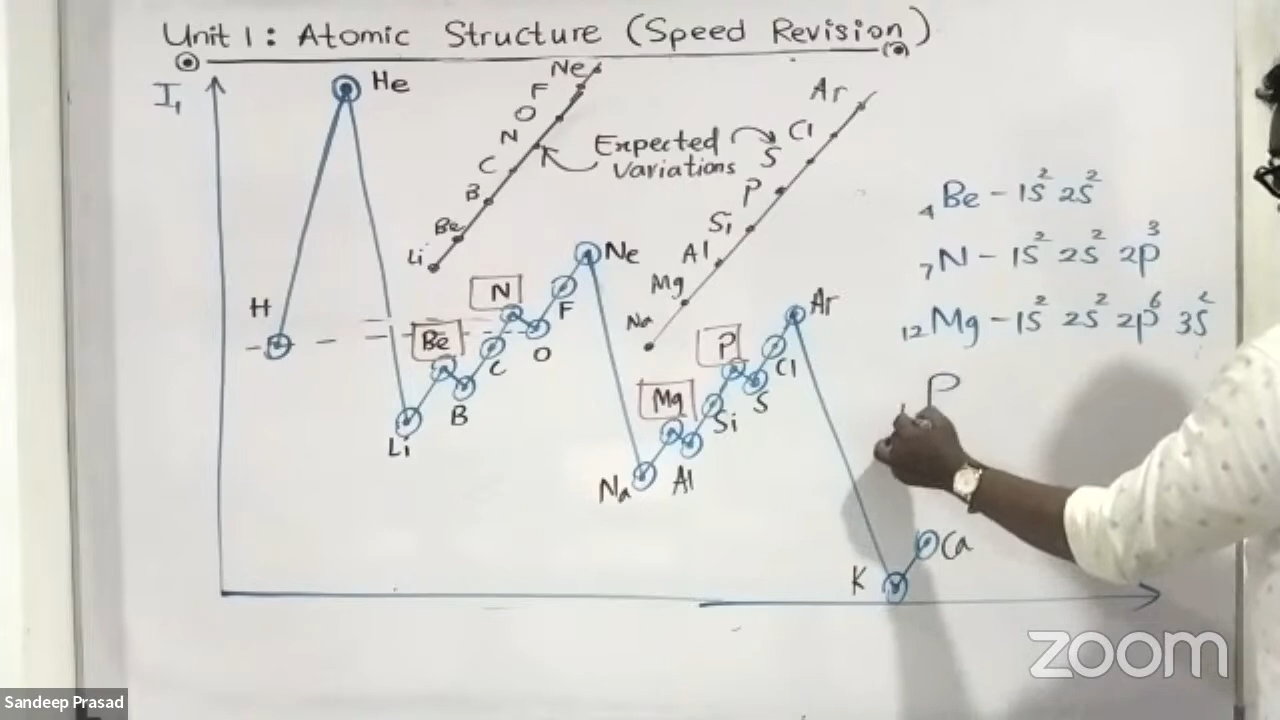 Unit 1: Atomic Structure (Speed Revision)
I₁
He
H
Ne
F
O
N
C
B
Be
Li
Expected
Variations
Ar
Cl
S
P
Si
Al
Mg
Na
Li
Be
B
C
N
O
F
Ne
Na
Mg
Al
Si
P
S
Cl
Ar
K
Ca
₄Be - 1S² 2S²
₇N - 1S² 2S² 2p³
₁₂Mg - 1S² 2S² 2p⁶ 3S²
P
zoom
Sandeep Prasad